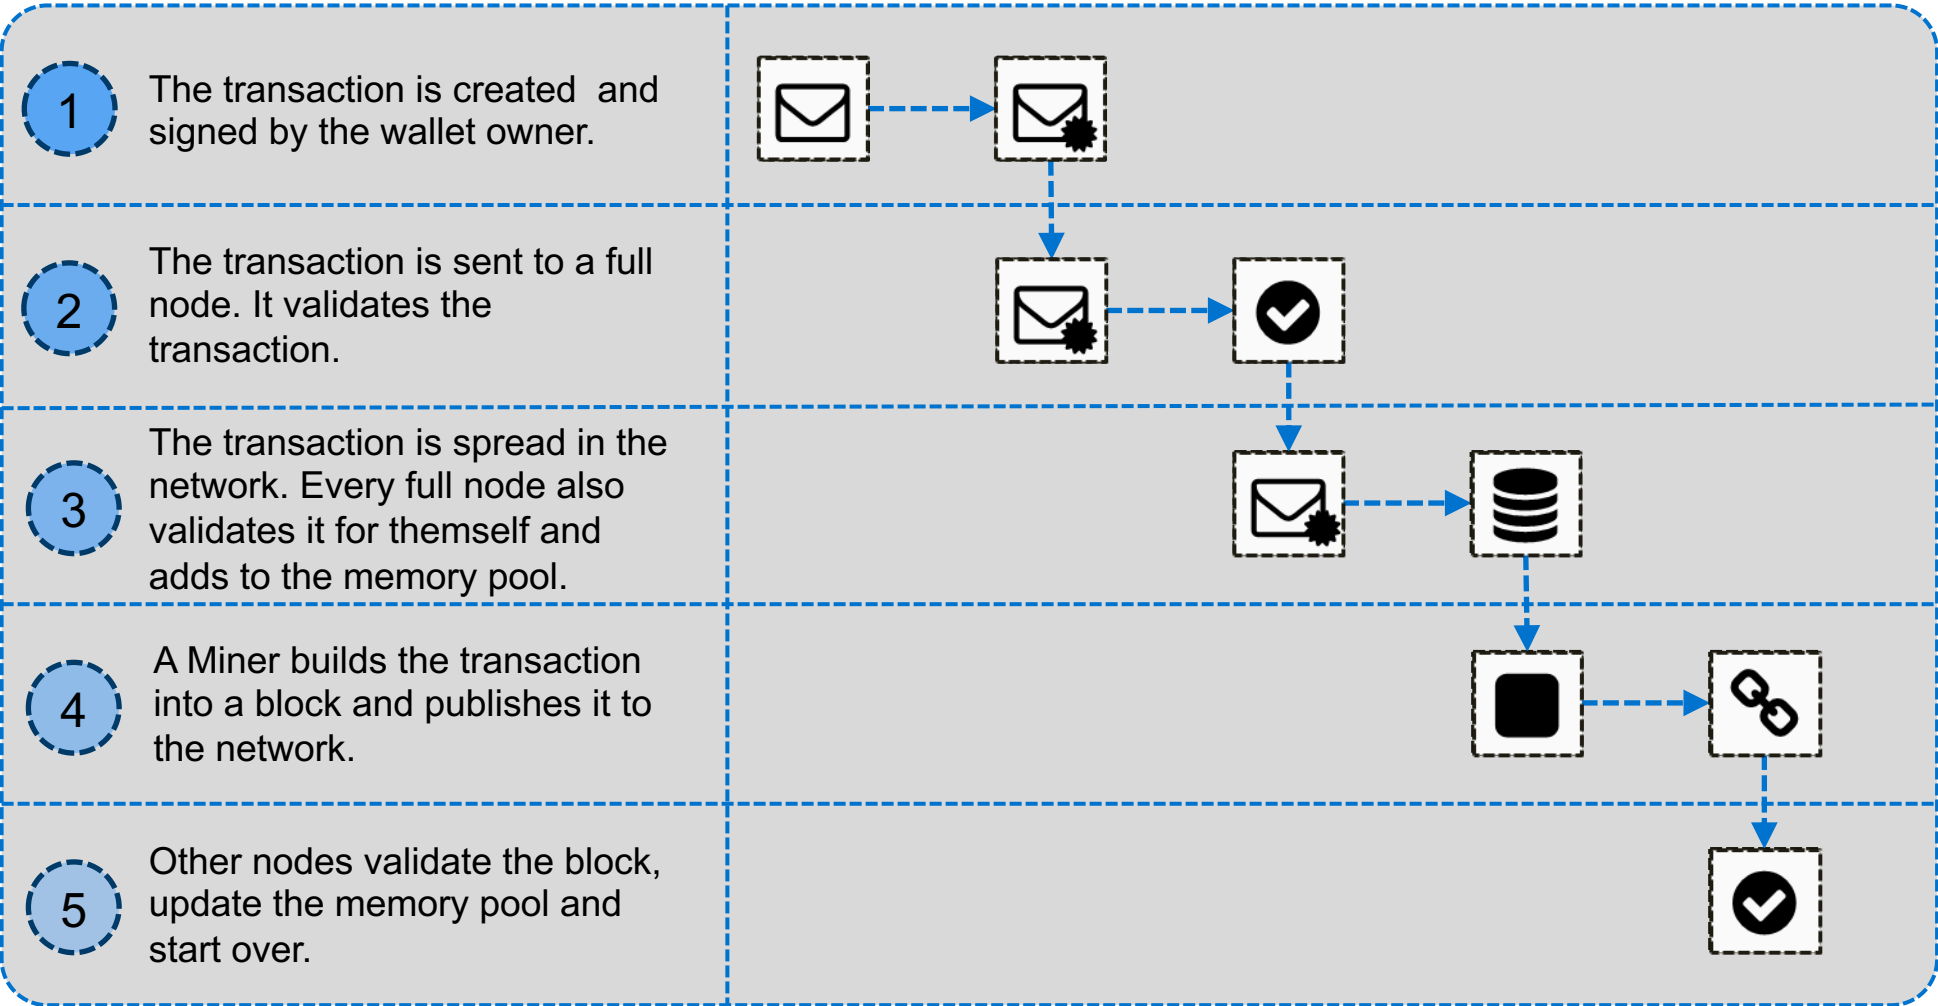 1
The transaction is created  and
signed by the wallet owner.
2
The transaction is sent to a full
node. It validates the
transaction.
3
The transaction is spread in the
network. Every full node also
validates it for themself and
adds to the memory pool.
4
A Miner builds the transaction
into a block and publishes it to
the network.
5
Other nodes validate the block,
update the memory pool and
start over.